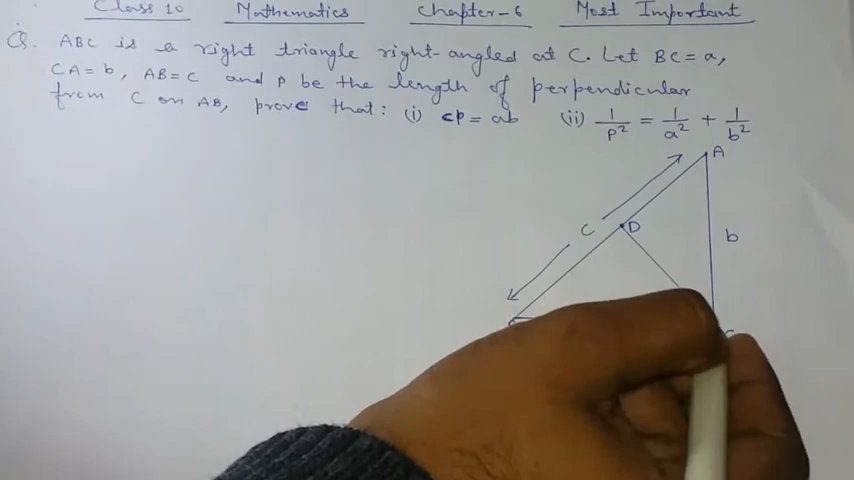 Class 10 Mathematics Chapter-6 Most Important
Q. ABC is a right triangle right-angled at C. Let BC = a,
CA = b, AB = c and p be the length of perpendicular
from C on AB, prove that: (i) cp = ab (ii) 1/p² = 1/a² + 1/b²
A
c
D
b